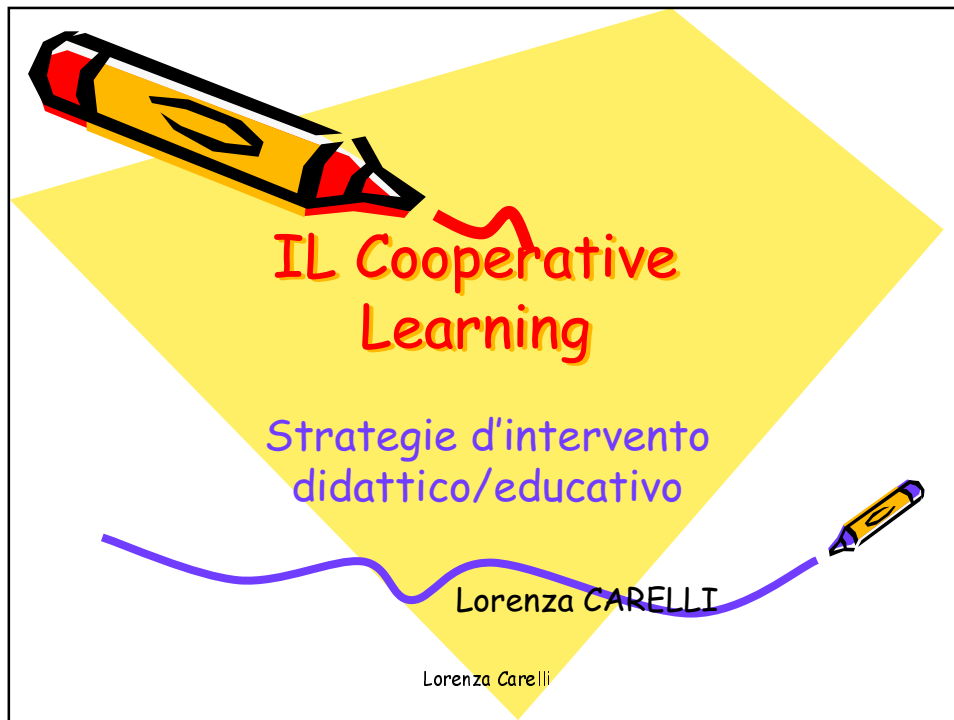 IL Cooperative
Learning
Strategie d'intervento
didattico/educativo
Lorenza CARELLI
Lorenza Carelli